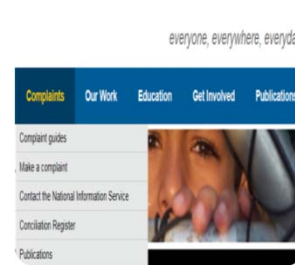 everyone, everywhere, everyda
Complaints Our Work Education Get Involved Publications
Complaint guides
Make a complaint
Contact the National Information Service
Conciliation Register
Publications